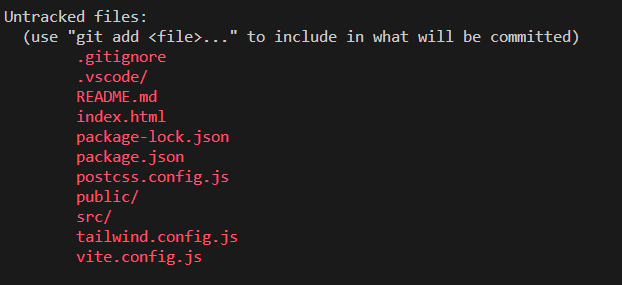 Untracked files:
(use "git add <file>..." to include in what will be committed)
.gitignore
.vscode/
README.md
index.html
package-lock.json
package.json
postcss.config.js
public/
src/
tailwind.config.js
vite.config.js